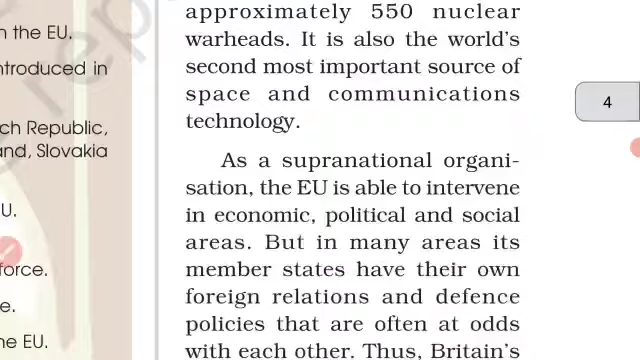 n the EU.
ntroduced in
ch Republic,
and, Slovakia
U.
force.
e.
he EU.
approximately 550 nuclear
warheads. It is also the world's
second most important source of
space and communications
technology.
As a supranational organi-
sation, the EU is able to intervene
in economic, political and social
areas. But in many areas its
member states have their own
foreign relations and defence
policies that are often at odds
with each other. Thus, Britain's
4